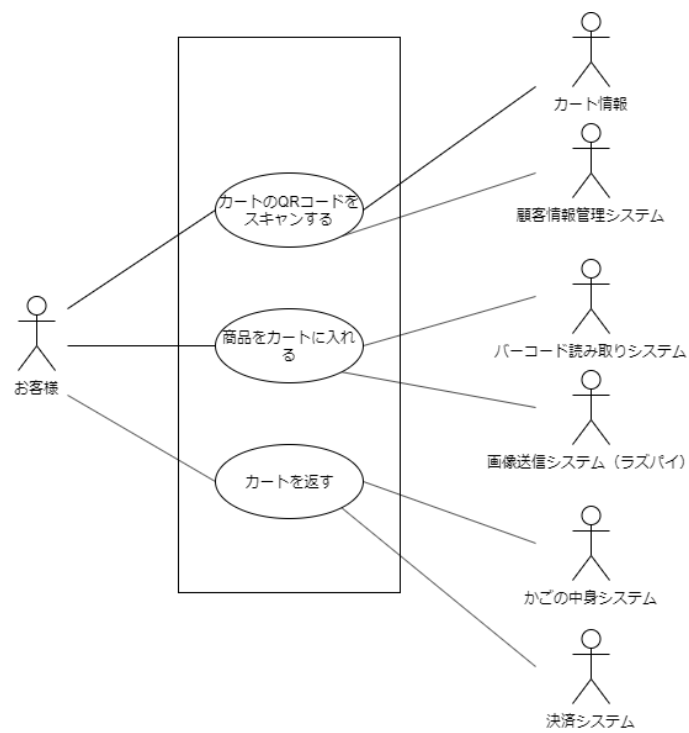 カート情報
カートのQRコードを
スキャンする
顧客情報管理システム
商品をカートに入れ
る
バーコード読み取りシステム
お客様
画像送信システム（ラズパイ）
カートを返す
かごの中身システム
決済システム